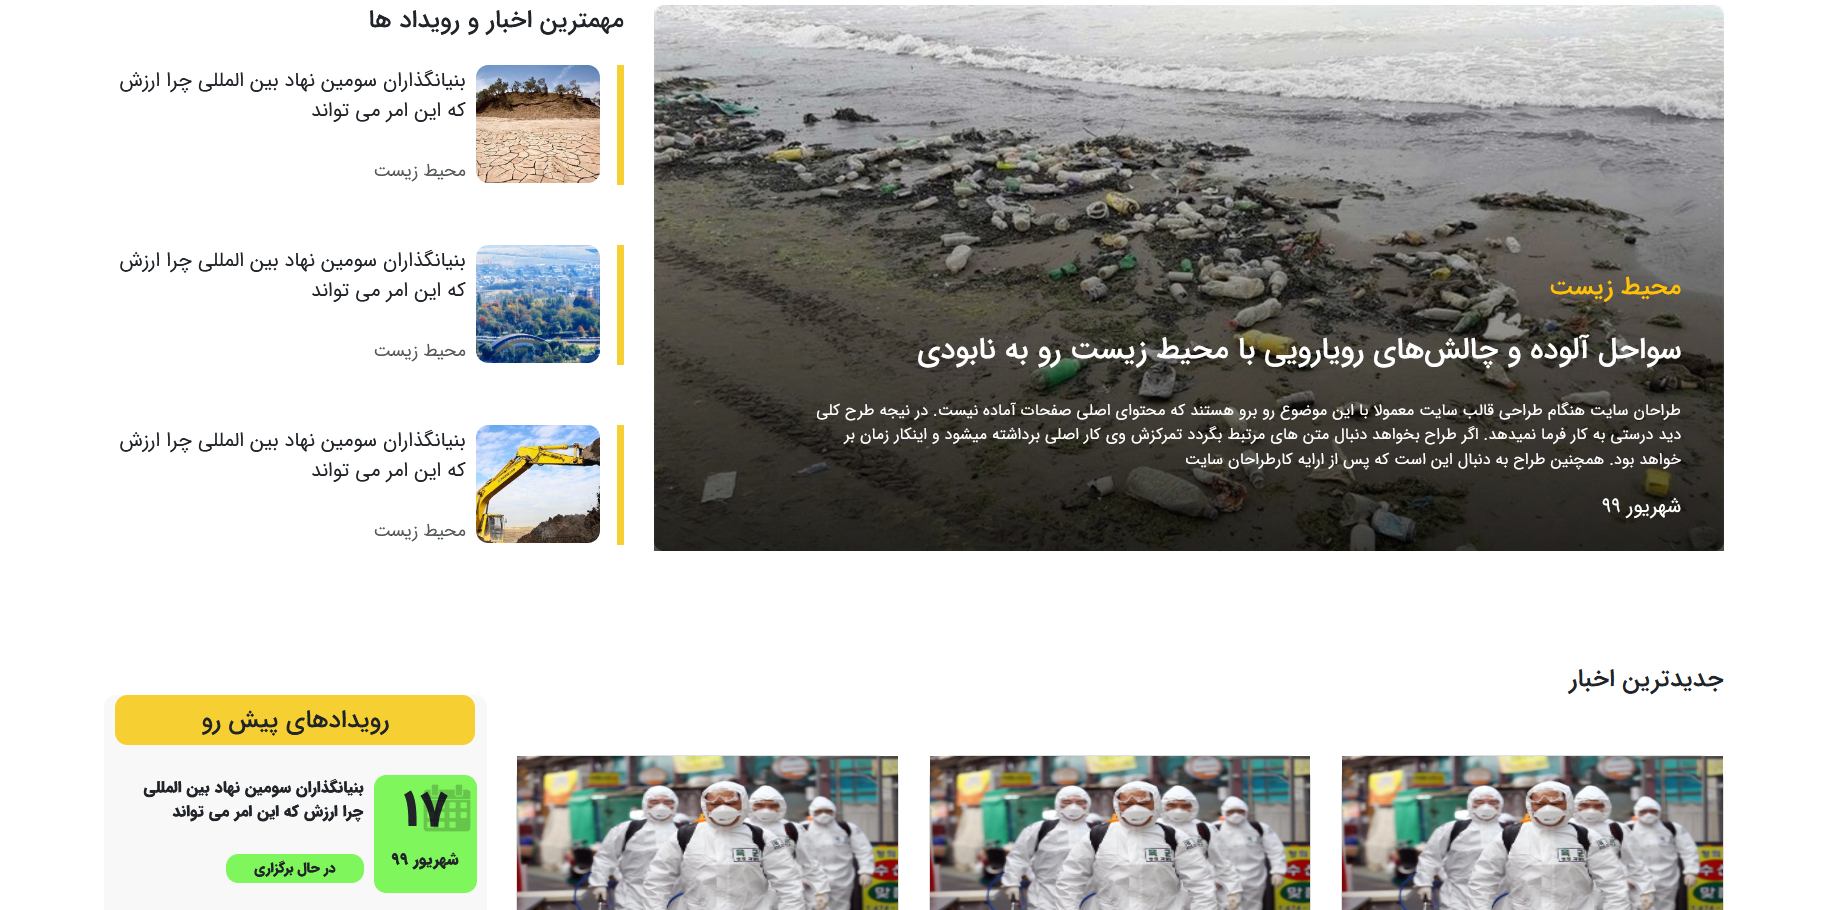 محیط زیست
سواحل آلوده و چالش‌های رویارویی با محیط زیست رو به نابودی
طراحان سایت هنگام طراحی قالب سایت معمولا با این موضوع رو برو هستند که محتوای اصلی صفحات آماده نیست. در نیجه طرح کلی
دید درستی به کار فرما نمیدهد. اگر طراح بخواهد دنبال متن های مرتبط بگردد تمرکزش وی کار اصلی برداشته میشود و اینکار زمان بر
خواهد بود. همچنین طراح به دنبال این است که پس از ارایه کارطراحان سایت
شهریور ۹۹
مهمترین اخبار و رویداد ها
بنیانگذاران سومین نهاد بین المللی چرا ارزش
که این امر می تواند
محیط زیست
بنیانگذاران سومین نهاد بین المللی چرا ارزش
که این امر می تواند
محیط زیست
بنیانگذاران سومین نهاد بین المللی چرا ارزش
که این امر می تواند
محیط زیست
جدیدترین اخبار
رویدادهای پیش رو
۱۷
شهریور ۹۹
بنیانگذاران سومین نهاد بین المللی
چرا ارزش که این امر می تواند
در حال برگزاری